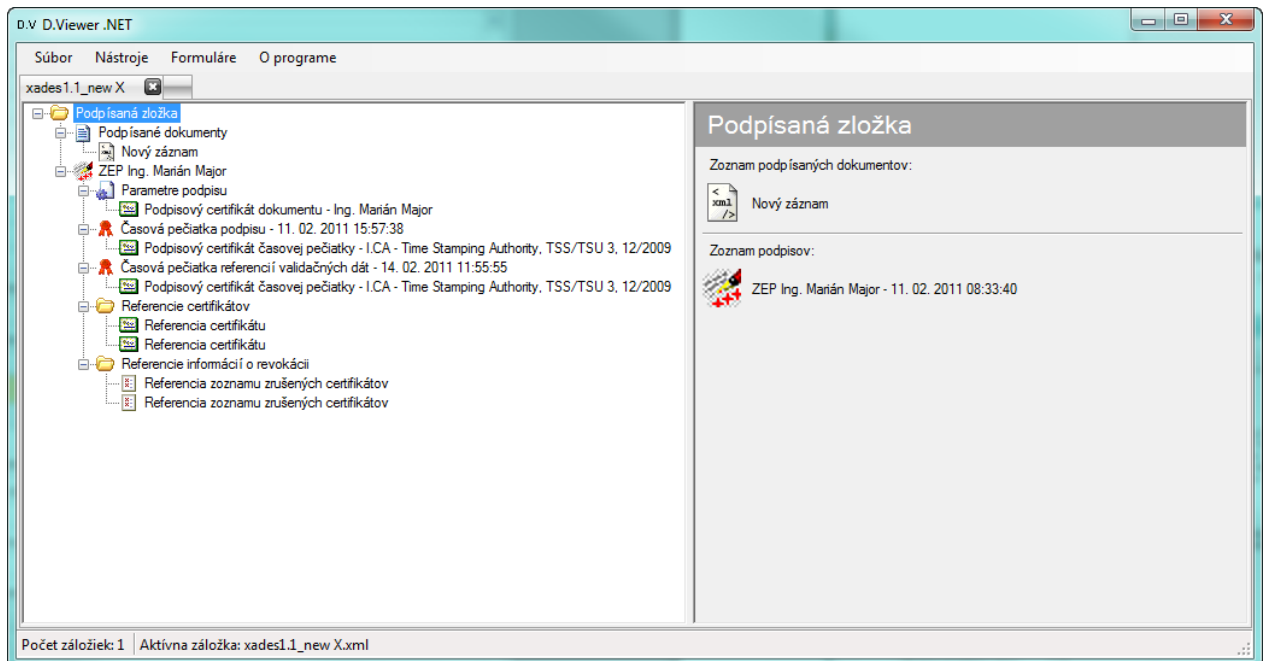 D.V D.Viewer .NET
Súbor Nástroje Formuláre O programe
xades1.1_new X
Podpísaná zložka
Podpísané dokumenty
Nový záznam
ZEP Ing. Marián Major
Parametre podpisu
Podpisový certifikát dokumentu - Ing. Marián Major
Časová pečiatka podpisu - 11. 02. 2011 15:57:38
Podpisový certifikát časovej pečiatky - I.CA - Time Stamping Authority, TSS/TSU 3, 12/2009
Časová pečiatka referencií validačných dát - 14. 02. 2011 11:55:55
Podpisový certifikát časovej pečiatky - I.CA - Time Stamping Authority, TSS/TSU 3, 12/2009
Referencie certifikátov
Referencia certifikátu
Referencia certifikátu
Referencie informácií o revokácii
Referencia zoznamu zrušených certifikátov
Referencia zoznamu zrušených certifikátov
Podpísaná zložka
Zoznam podpísaných dokumentov:
< xml /> Nový záznam
Zoznam podpisov:
ZEP Ing. Marián Major - 11. 02. 2011 08:33:40
Počet záložiek: 1 Aktívna záložka: xades1.1_new X.xml